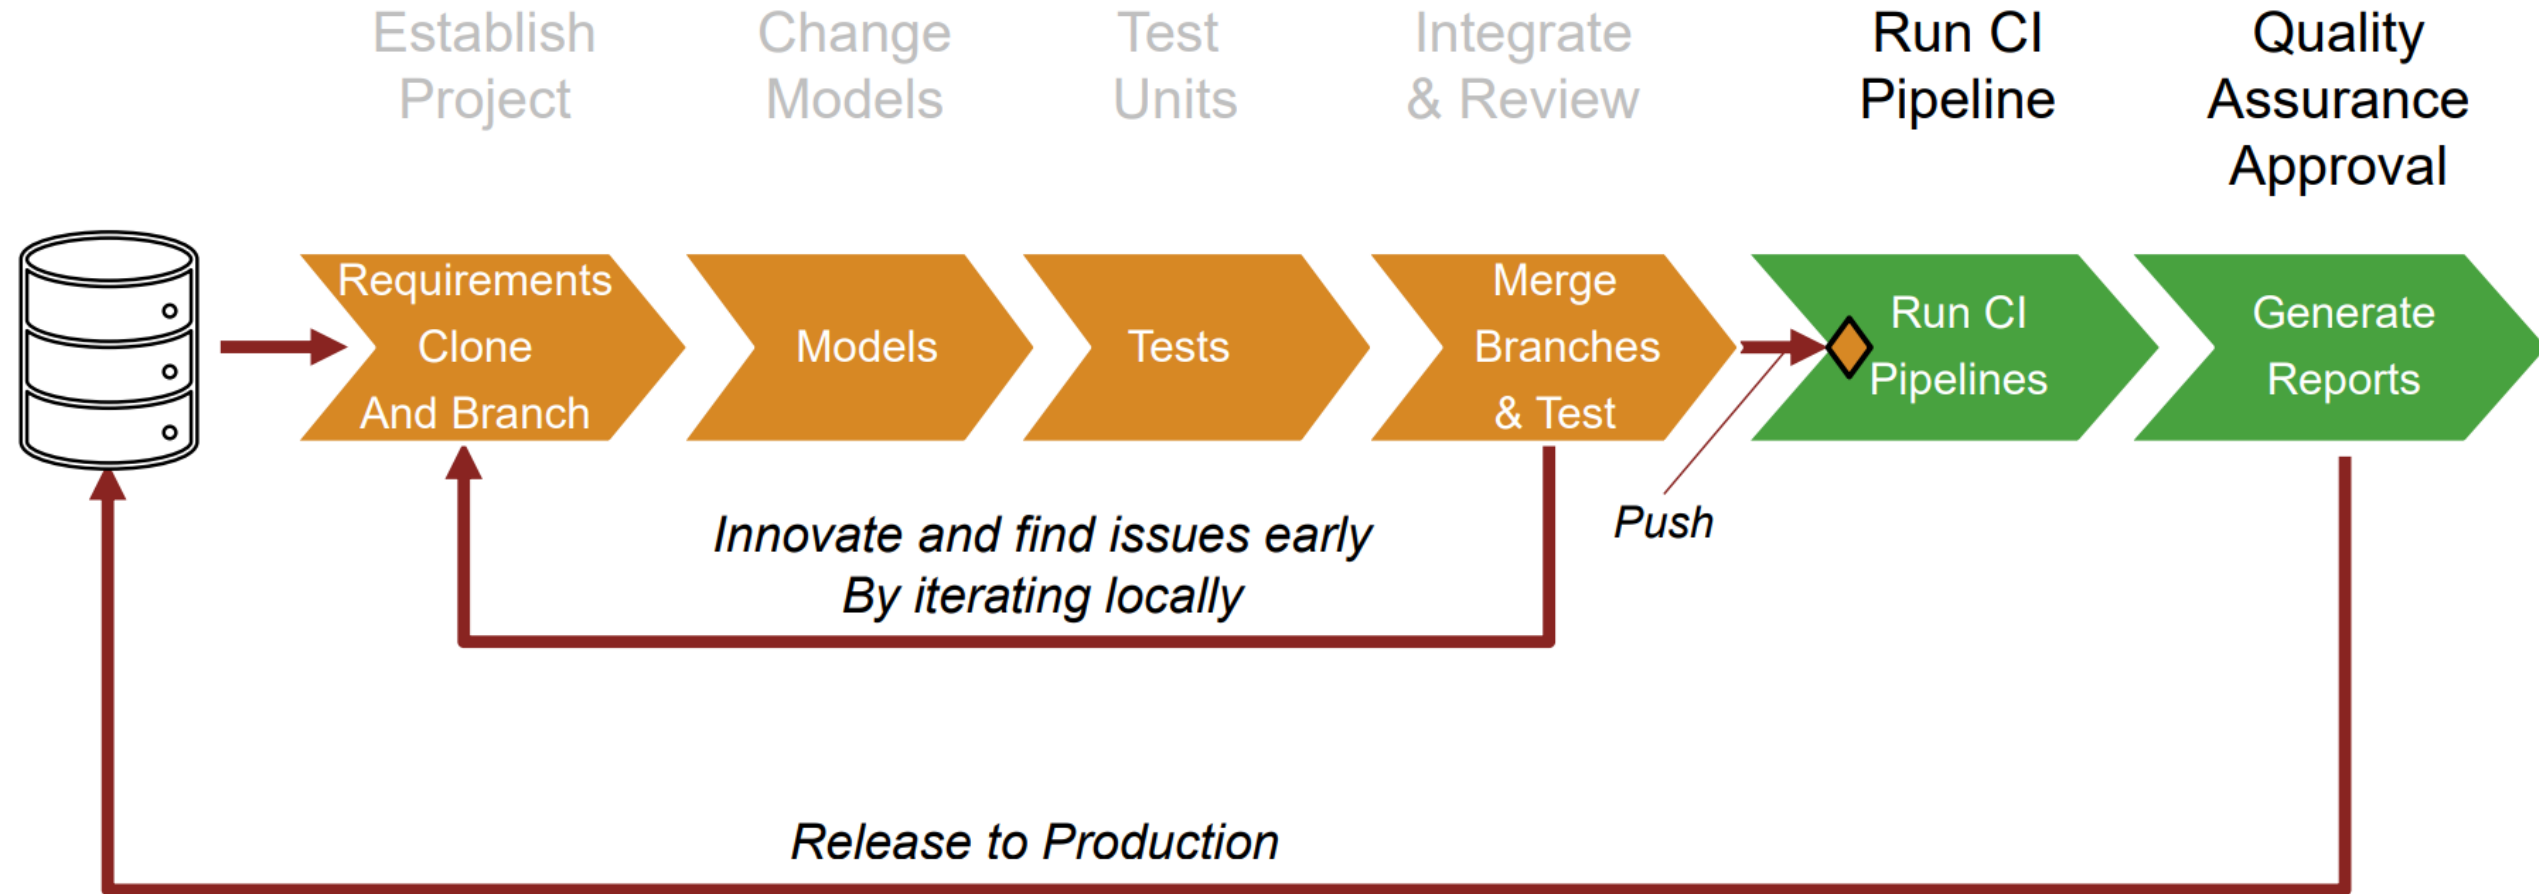 Establish
Project
Change
Models
Test
Units
Integrate
& Review
Run CI
Pipeline
Quality
Assurance
Approval
Requirements
Clone
And Branch
Models
Tests
Merge
Branches
& Test
Run CI
Pipelines
Generate
Reports
Innovate and find issues early
By iterating locally
Push
Release to Production